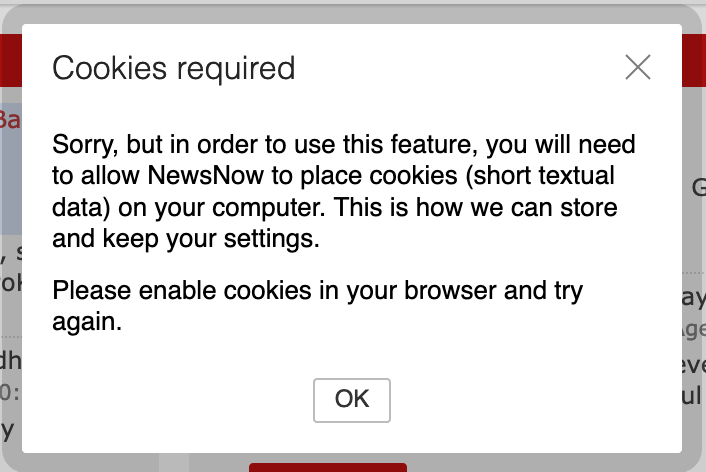 Cookies required
Sorry, but in order to use this feature, you will need
to allow NewsNow to place cookies (short textual
data) on your computer. This is how we can store
and keep your settings.
Please enable cookies in your browser and try
again.
OK